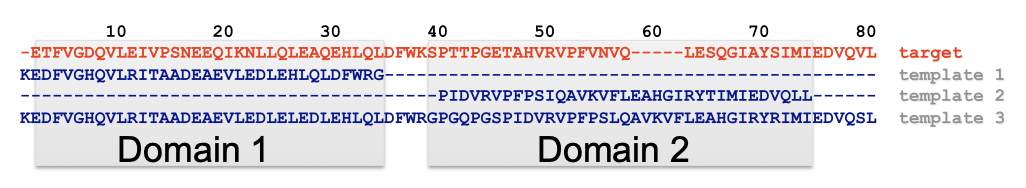 10 20 30 40 50 60 70 80
-ETFVGDQVLEIVPSNEEQIKNLLQLEAQEHLQLDFWKSPTTPGETAHVRVPFVNVQ-----LESQGIAYSIMIEDVQVL target
KEDFVGHQVLRITAADEAEVLEDLEHLQLDFWRG---------------------------------------------- template 1
---------------------------------------PIDVRVPFPSIQAVKVFLEAHGIRYTIMIEDVQLL------ template 2
KEDFVGHQVLRITAADEAEVLEDLELEDLEHLQLDFWRGPGQPGSPIDVRVPFPSLQAVKVFLEAHGIRYRIMIEDVQSL template 3
Domain 1 Domain 2